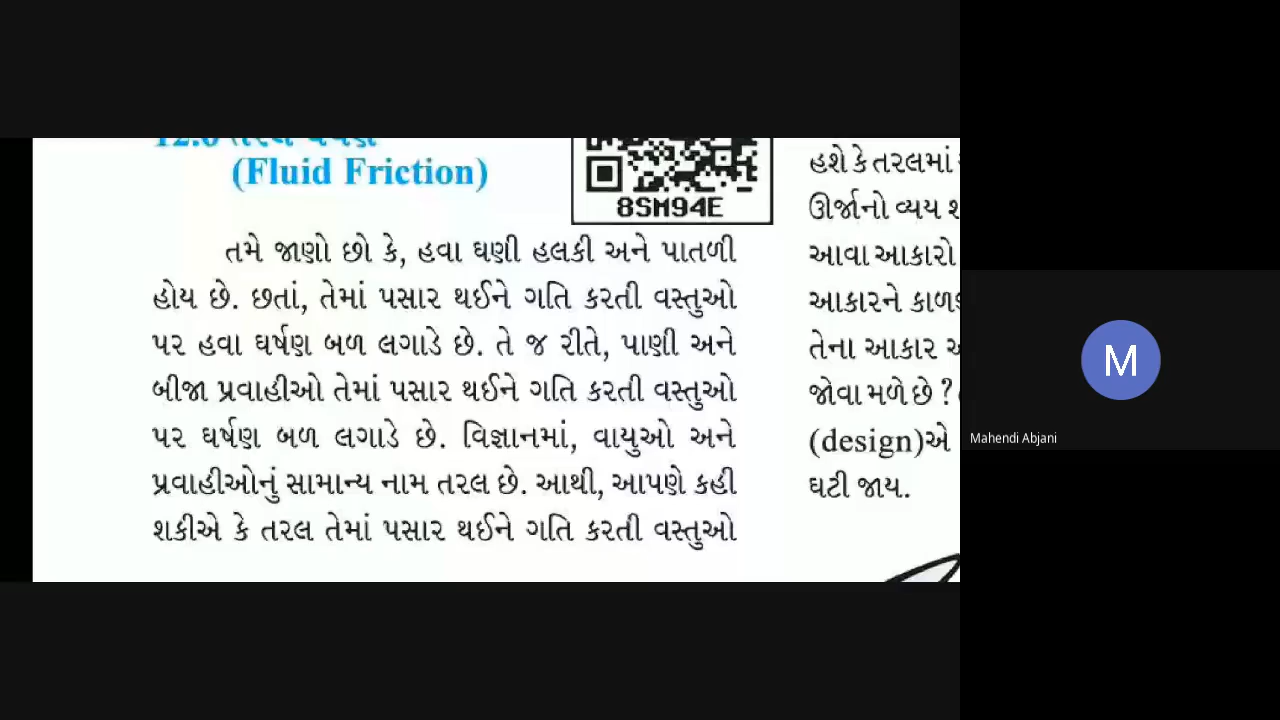 (Fluid Friction)
8SM94E
તમે જાણો છો કે, હવા ઘણી હલકી અને પાતળી
હોય છે. છતાં, તેમાં પસાર થઈને ગતિ કરતી વસ્તુઓ
પર હવા ઘર્ષણ બળ લગાડે છે. તે જ રીતે, પાણી અને
બીજા પ્રવાહીઓ તેમાં પસાર થઈને ગતિ કરતી વસ્તુઓ
પર ઘર્ષણ બળ લગાડે છે. વિજ્ઞાનમાં, વાયુઓ અને
પ્રવાહીઓનું સામાન્ય નામ તરલ છે. આથી, આપણે કહી
શકીએ કે તરલ તેમાં પસાર થઈને ગતિ કરતી વસ્તુઓ
હશે કે તરલમાં
ઊર્જાનો વ્યય
આવા આકારો
આકારને
તેના આકાર
જોવા મળે છે ?
(design)એ
ઘટી જાય.
M
Mahendi Abjani